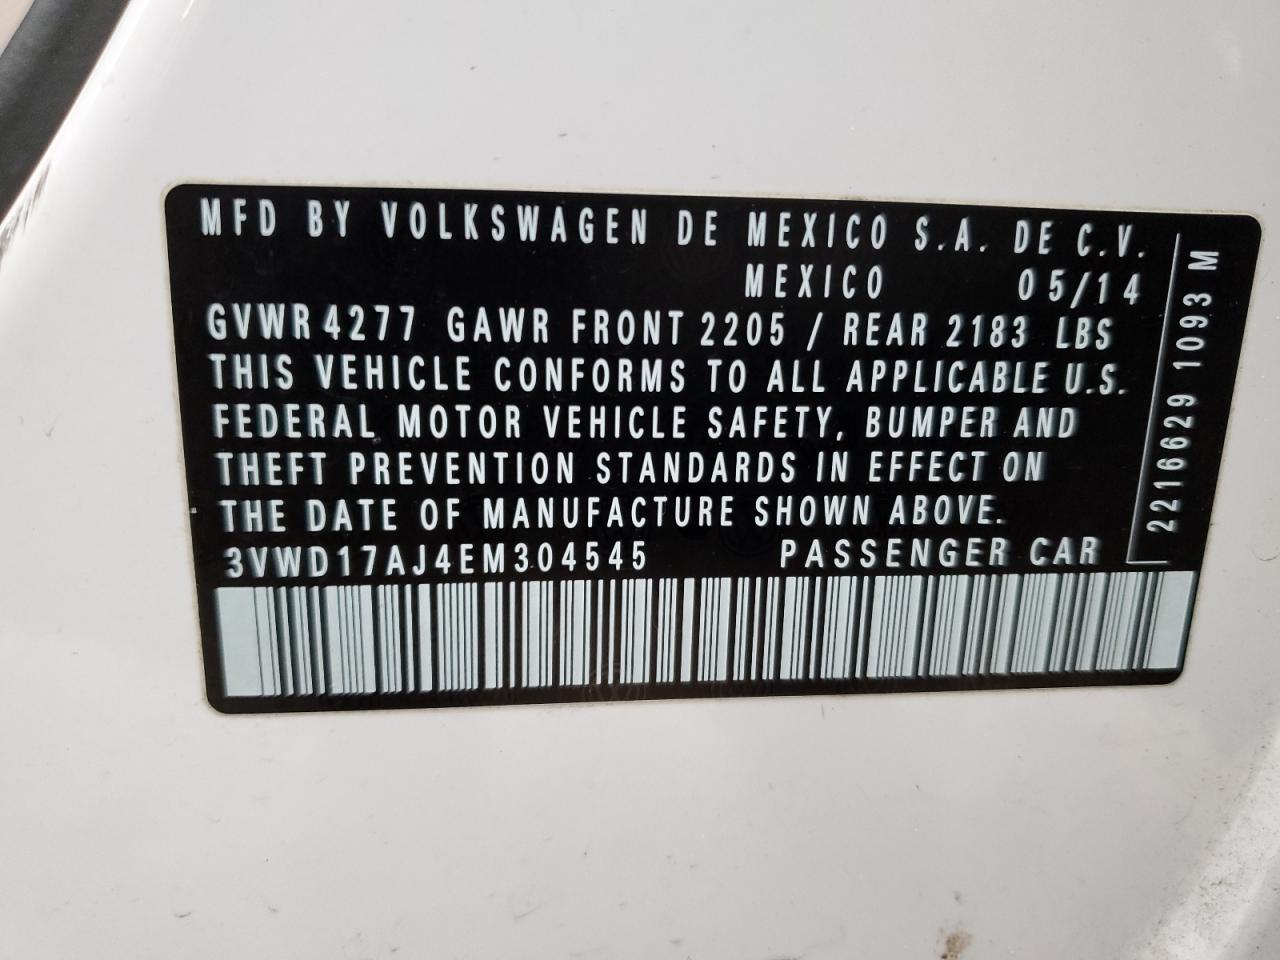 MFD BY VOLKSWAGEN DE MEXICO S.A. DE C.V.
MEXICO 05/14
GVWR 4277 GAWR FRONT 2205 / REAR 2183 LBS
THIS VEHICLE CONFORMS TO ALL APPLICABLE U.S.
FEDERAL MOTOR VEHICLE SAFETY, BUMPER AND
THEFT PREVENTION STANDARDS IN EFFECT ON
THE DATE OF MANUFACTURE SHOWN ABOVE.
3VWD17AJ4EM304545 PASSENGER CAR
2216629 1093 M